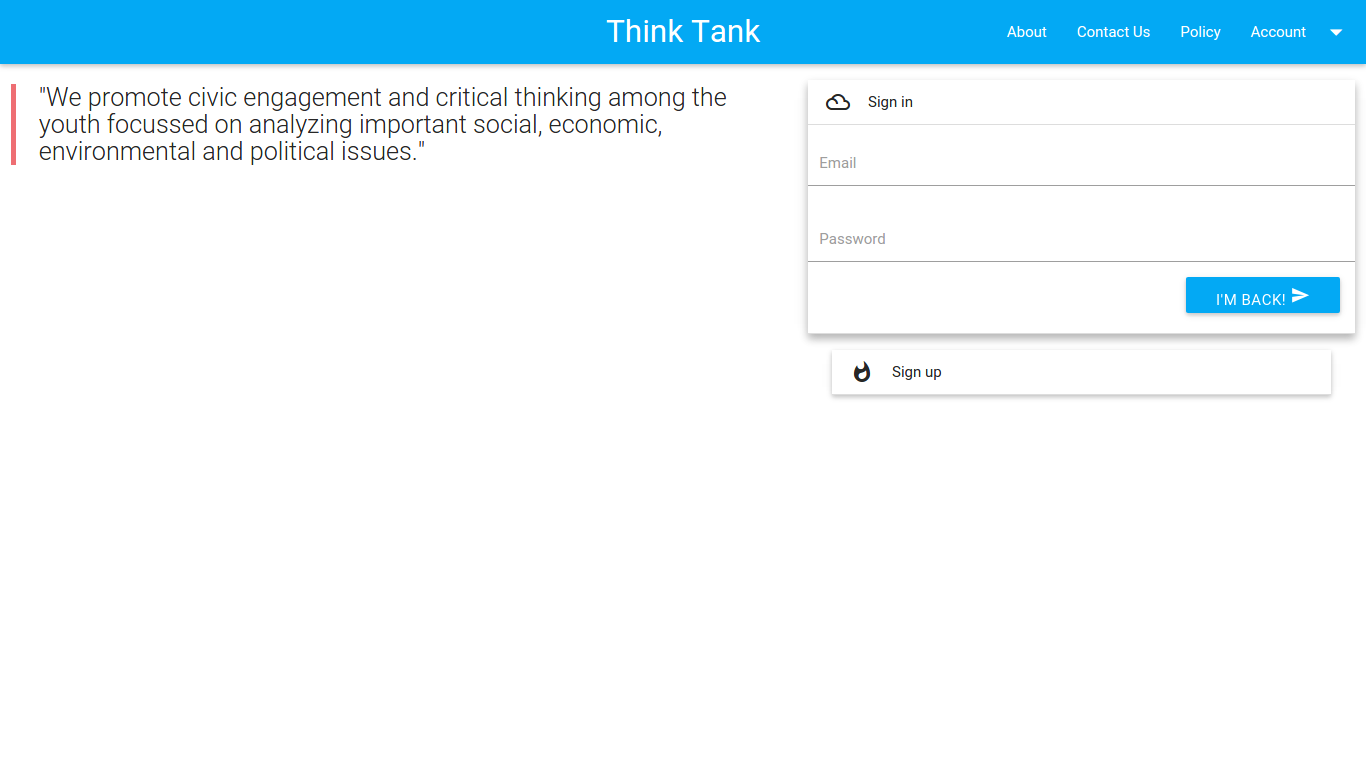 Think Tank
About
Contact Us
Policy
Account
"We promote civic engagement and critical thinking among the
youth focussed on analyzing important social, economic,
environmental and political issues."
Sign in
Email
Password
I'M BACK!
Sign up